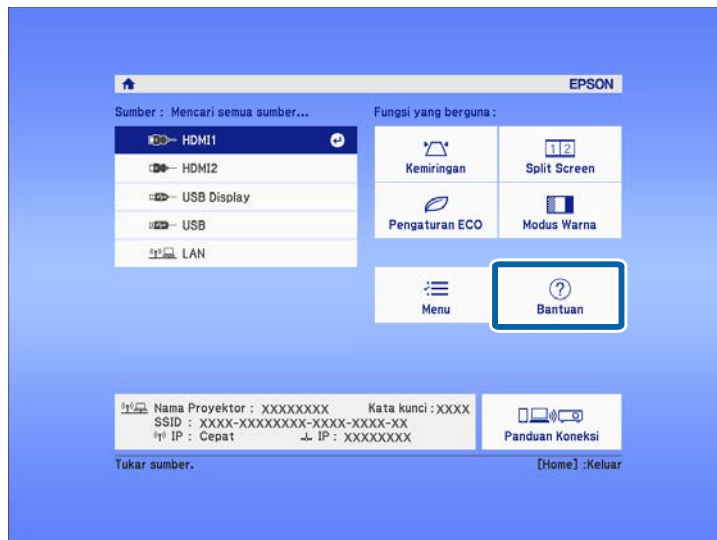 EPSON
Sumber : Mencari semua sumber...
HDMI1
HDMI2
USB Display
USB
LAN
Fungsi yang berguna :
Kemiringan
1 2
Split Screen
Pengaturan ECO
Modus Warna
Menu
?
Bantuan
Nama Proyektor : XXXXXXXX Kata kunci : XXXX
SSID : XXXX-XXXXXXXX-XXXX-XXXX-XX
IP : Cepat IP : XXXXXXXX
Panduan Koneksi
Tukar sumber. [Home] :Keluar